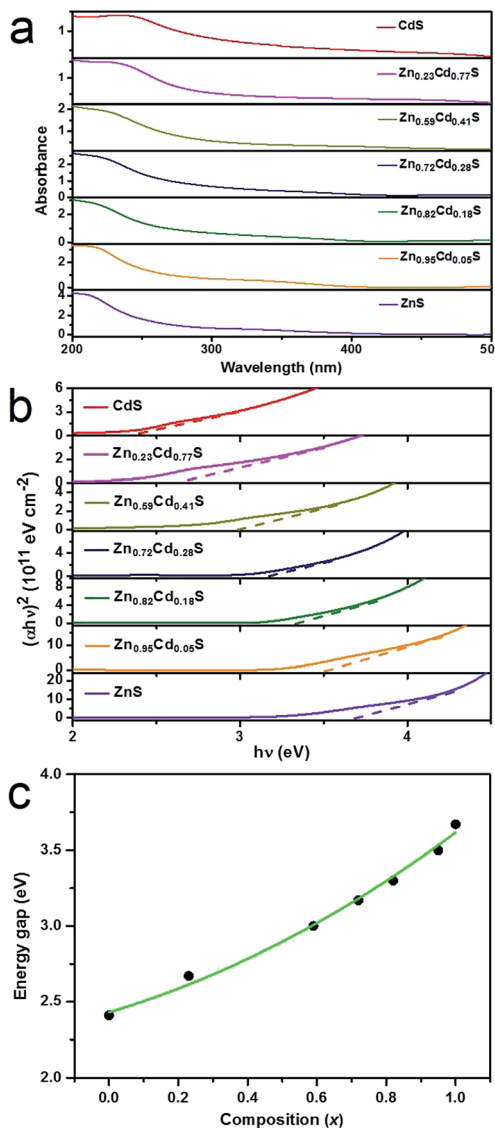 a
1
CdS
1
Zn0.23Cd0.77S
2
1
Zn0.59Cd0.41S
2
1
0
Zn0.72Cd0.28S
2
0
Zn0.82Cd0.18S
2
0
Zn0.95Cd0.05S
4
2
0
ZnS
Absorbance
200 300 400 50
Wavelength (nm)
b
6
3
0
CdS
3
0
Zn0.23Cd0.77S
4
2
0
Zn0.59Cd0.41S
6
0
Zn0.72Cd0.28S
8
4
0
Zn0.82Cd0.18S
10
0
Zn0.95Cd0.05S
20
10
0
ZnS
(αhν)2 (1011 eV cm-2)
2 3 4
hν (eV)
c
4.0
3.5
3.0
2.5
2.0
Energy gap (eV)
0.0 0.2 0.4 0.6 0.8 1.0
Composition (x)